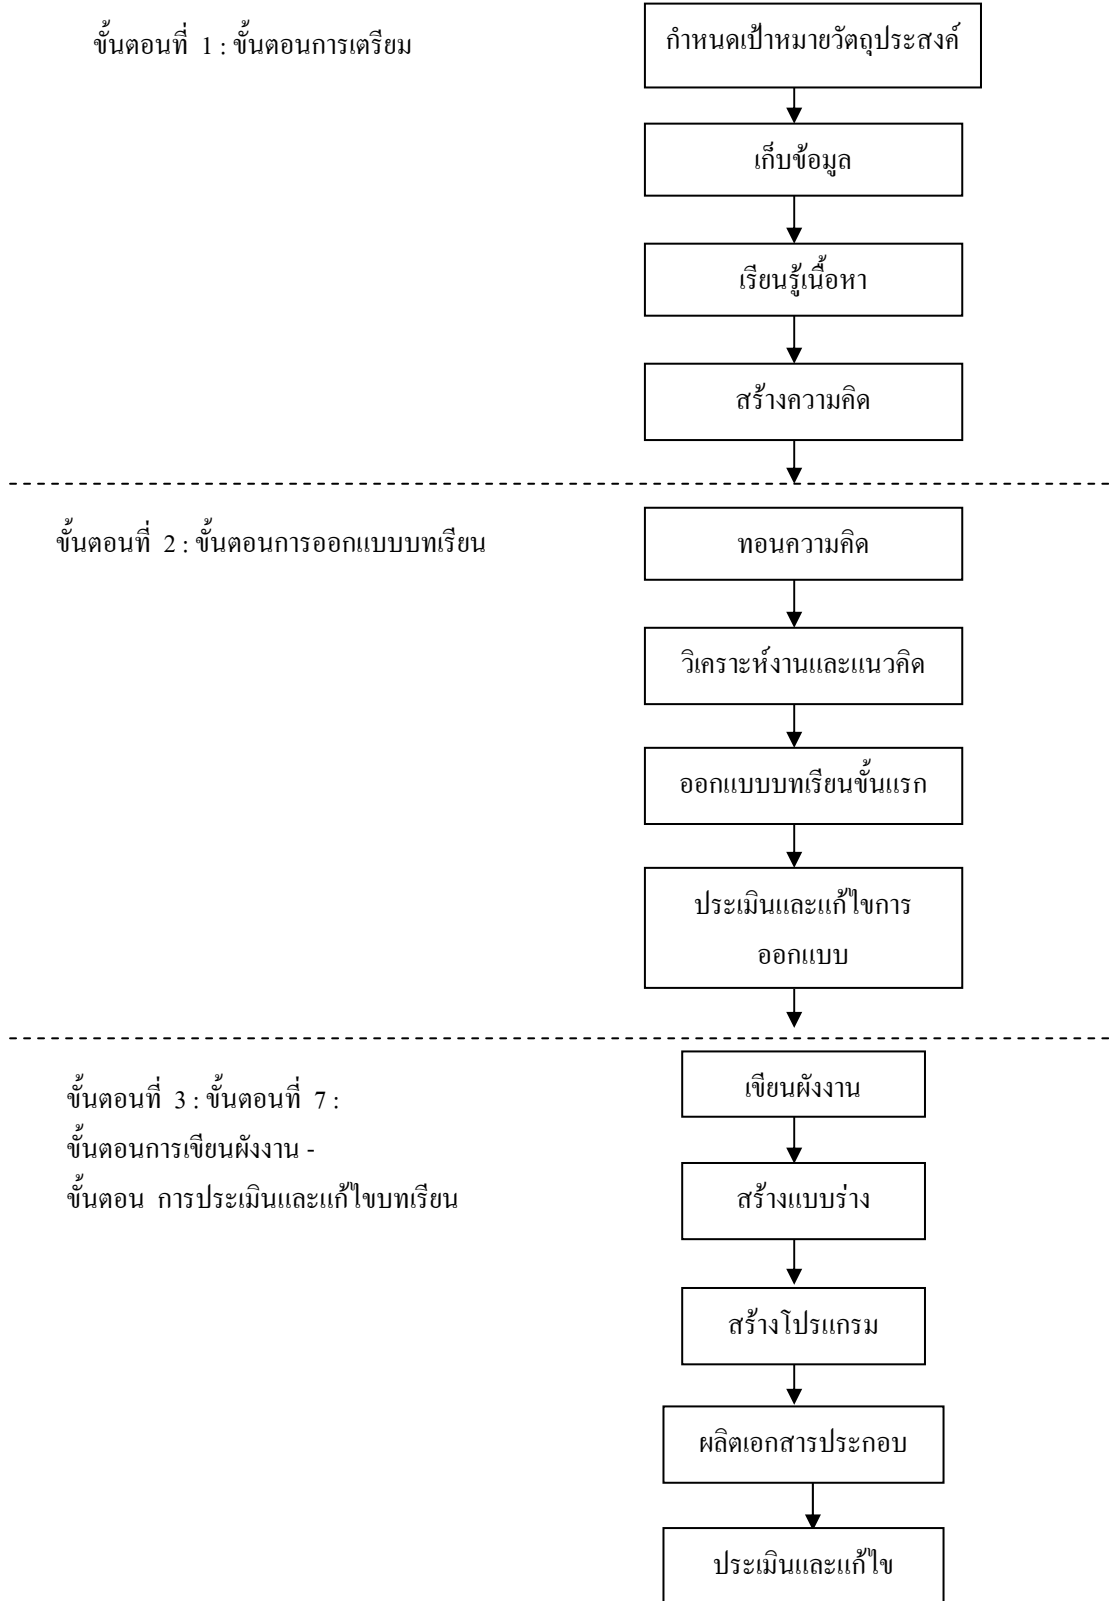 ขั้นตอนที่ 1 : ขั้นตอนการเตรียม
กำหนดเป้าหมายวัตถุประสงค์
เก็บข้อมูล
เรียนรู้เนื้อหา
สร้างความคิด
ขั้นตอนที่ 2 : ขั้นตอนการออกแบบบทเรียน
ทอนความคิด
วิเคราะห์งานและแนวคิด
ออกแบบบทเรียนขั้นแรก
ประเมินและแก้ไขการ
ออกแบบ
ขั้นตอนที่ 3 : ขั้นตอนที่ 7 :
ขั้นตอนการเขียนผังงาน -
ขั้นตอน การประเมินและแก้ไขบทเรียน
เขียนผังงาน
สร้างแบบร่าง
สร้างโปรแกรม
ผลิตเอกสารประกอบ
ประเมินและแก้ไข